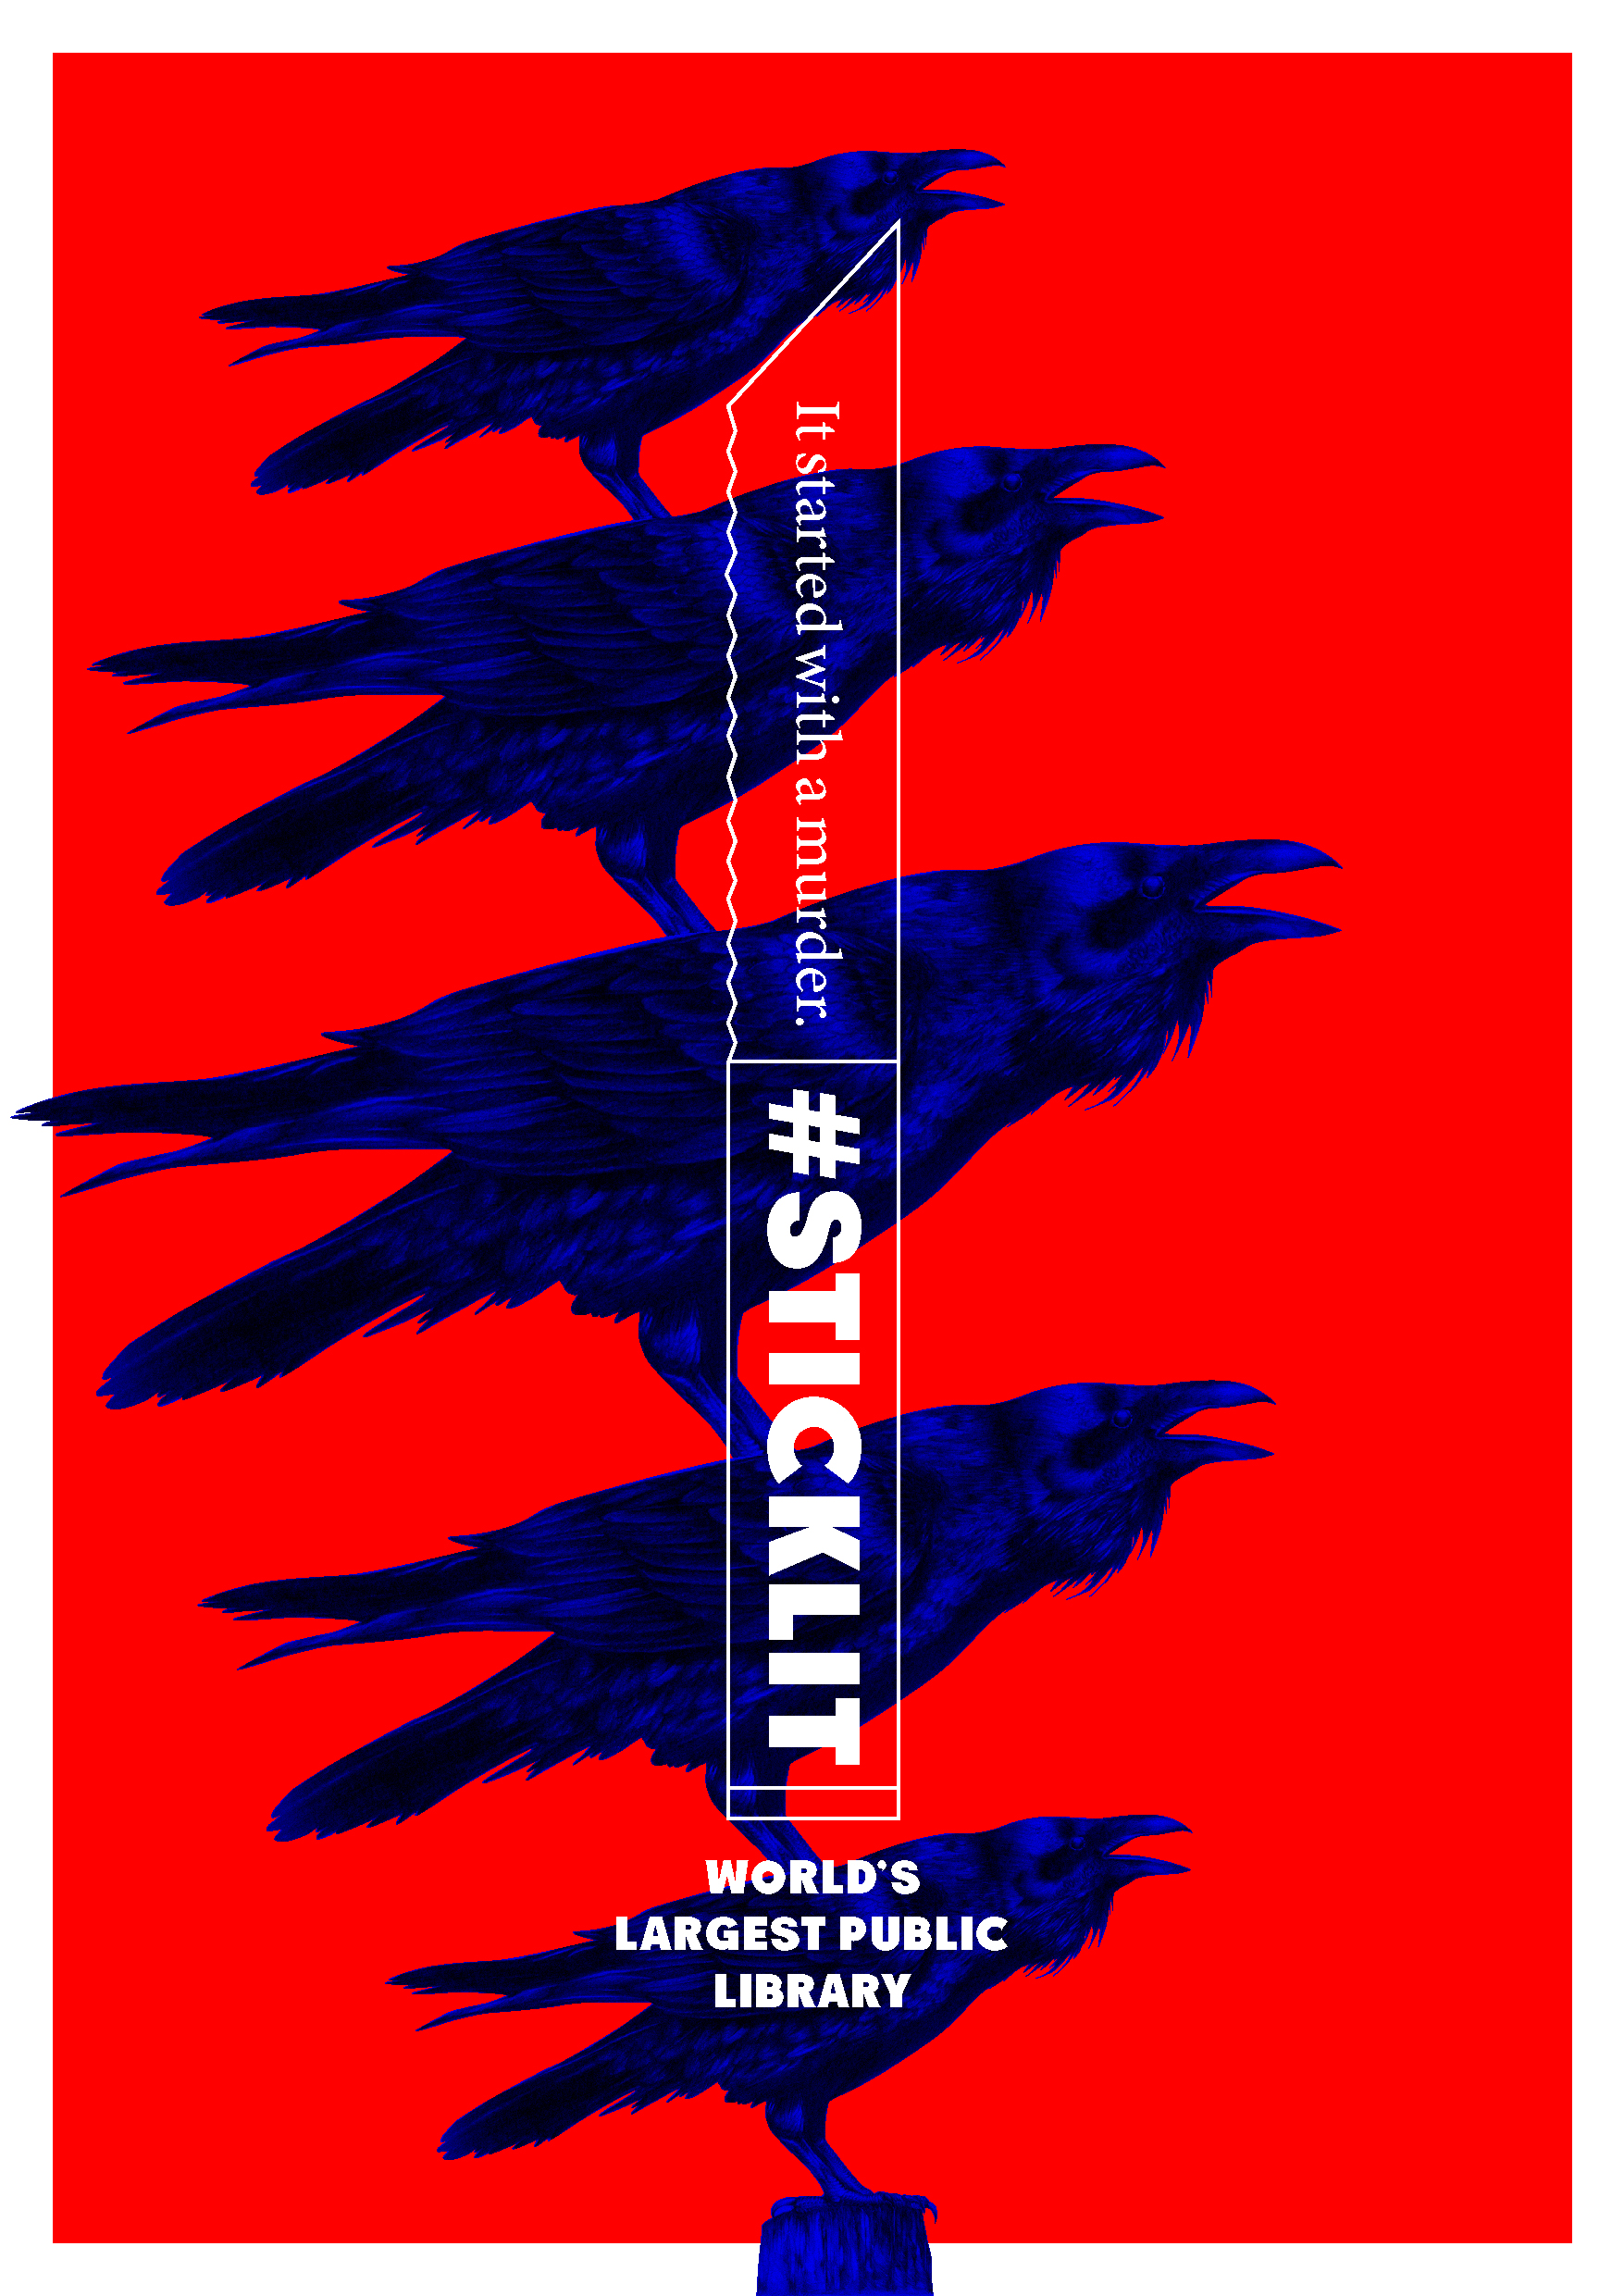 It started with a murder.
#STICKLIT
WORLD'S
LARGEST PUBLIC
LIBRARY